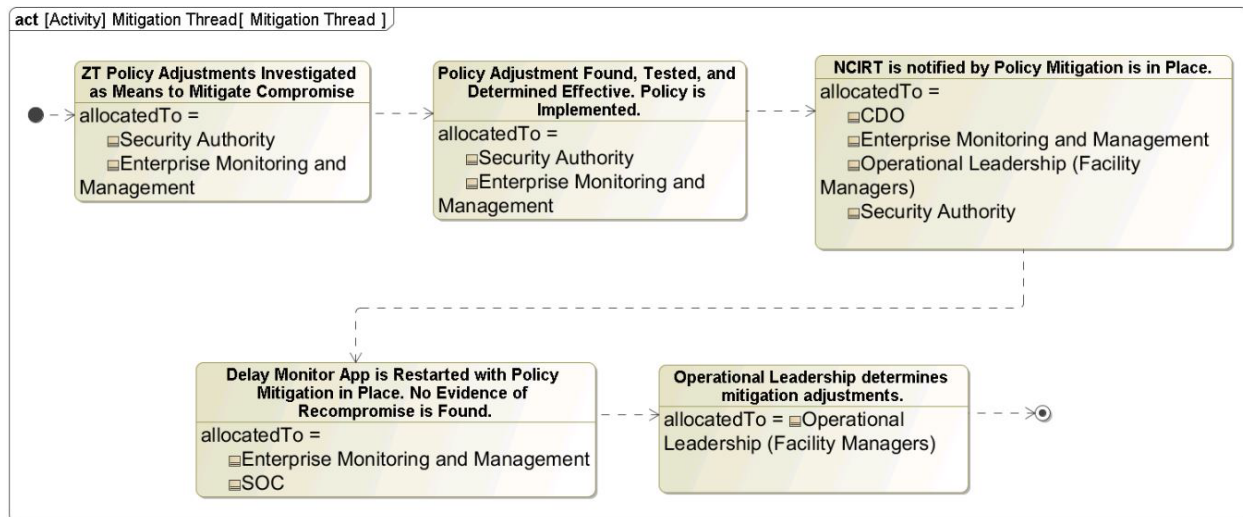 act [Activity] Mitigation Thread[ Mitigation Thread ]
ZT Policy Adjustments Investigated
as Means to Mitigate Compromise
allocatedTo =
Security Authority
Enterprise Monitoring and
Management
Policy Adjustment Found, Tested, and
Determined Effective. Policy is
Implemented.
allocatedTo =
Security Authority
Enterprise Monitoring and
Management
NCIRT is notified by Policy Mitigation is in Place.
allocatedTo =
CDO
Enterprise Monitoring and Management
Operational Leadership (Facility
Managers)
Security Authority
Delay Monitor App is Restarted with Policy
Mitigation in Place. No Evidence of
Recompromise is Found.
allocatedTo =
Enterprise Monitoring and Management
SOC
Operational Leadership determines
mitigation adjustments.
allocatedTo = Operational
Leadership (Facility Managers)